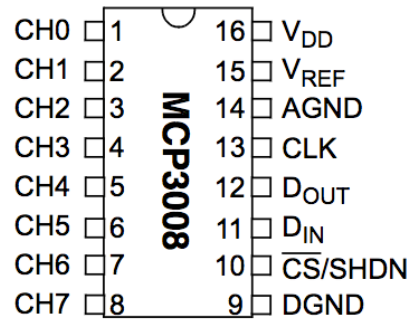 CH0 1 16 VDD
CH1 2 15 VREF
CH2 3 14 AGND
CH3 4 13 CLK
CH4 5 12 DOUT
CH5 6 11 DIN
CH6 7 10 C̅S̅/SHDN
CH7 8 9 DGND
MCP3008